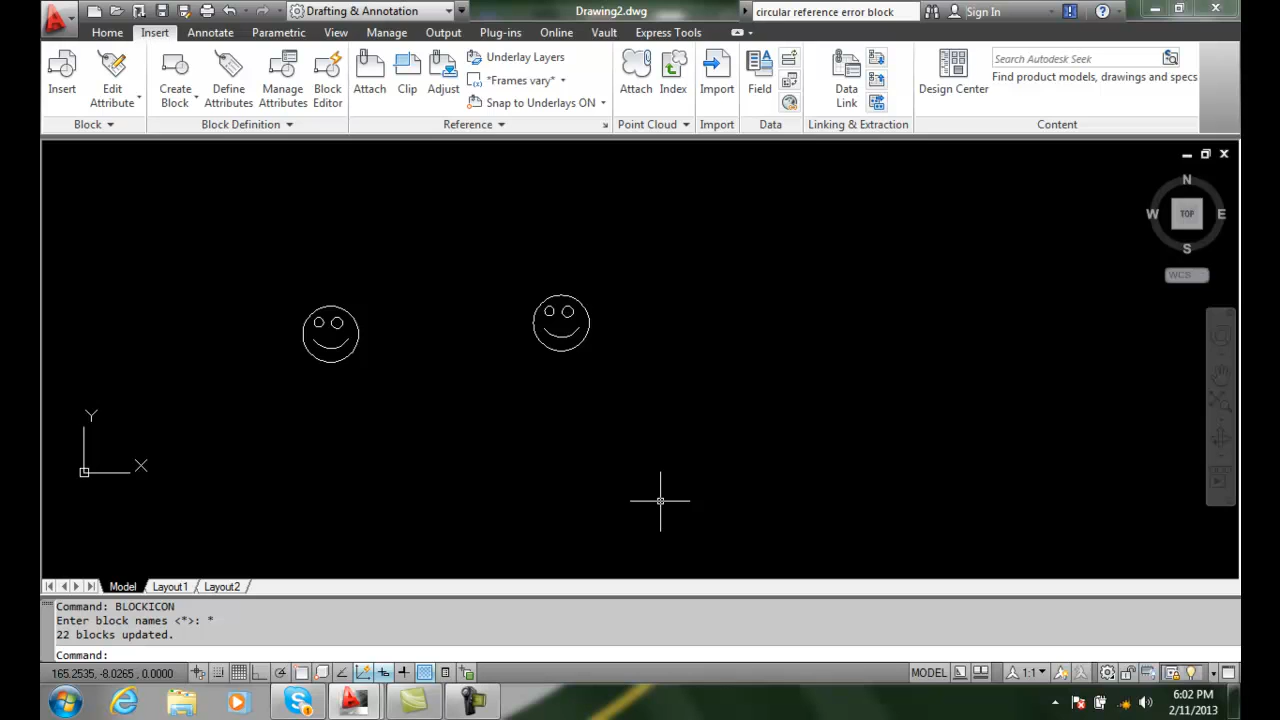 Drafting & Annotation
Drawing2.dwg
circular reference error block
Sign In
Home Insert Annotate Parametric View Manage Output Plug-ins Online Vault Express Tools
Insert
Edit
Attribute
Block
Create
Block
Define
Attributes
Manage
Attributes
Block
Editor
Block Definition
Attach
Clip
Adjust
Underlay Layers
*Frames vary*
Snap to Underlays ON
Reference
Attach
Index
Point Cloud
Import
Import
Field
Data
Data
Link
Linking & Extraction
Design Center
Search Autodesk Seek
Find product models, drawings and specs
Content
N
W TOP E
S
WCS
Y
X
Model Layout1 Layout2
Command: BLOCKICON
Enter block names <*>: *
22 blocks updated.
Command:
165.2535, -8.0265 , 0.0000
MODEL
1:1
6:02 PM
2/11/2013